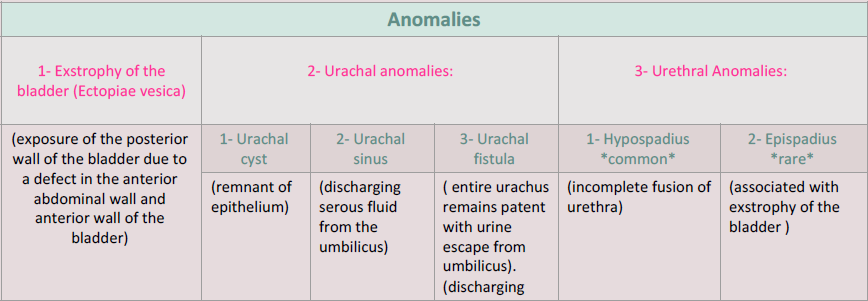 Anomalies
1- Exstrophy of the
bladder (Ectopiae vesica)
2- Urachal anomalies:
3- Urethral Anomalies:
(exposure of the posterior
wall of the bladder due to
a defect in the anterior
abdominal wall and
anterior wall of the
bladder)
1- Urachal
cyst
2- Urachal
sinus
3- Urachal
fistula
1- Hypospadius
*common*
2- Epispadius
*rare*
(remnant of
epithelium)
(discharging
serous fluid
from the
umbilicus)
( entire urachus
remains patent
with urine
escape from
umbilicus).
(discharging
(incomplete fusion of
urethra)
(associated with
exstrophy of the
bladder )